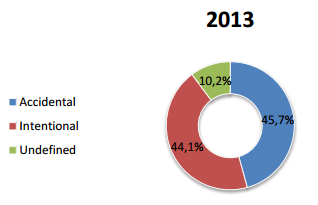 2013
Accidental
Intentional
Undefined
10,2%
45,7%
44,1%